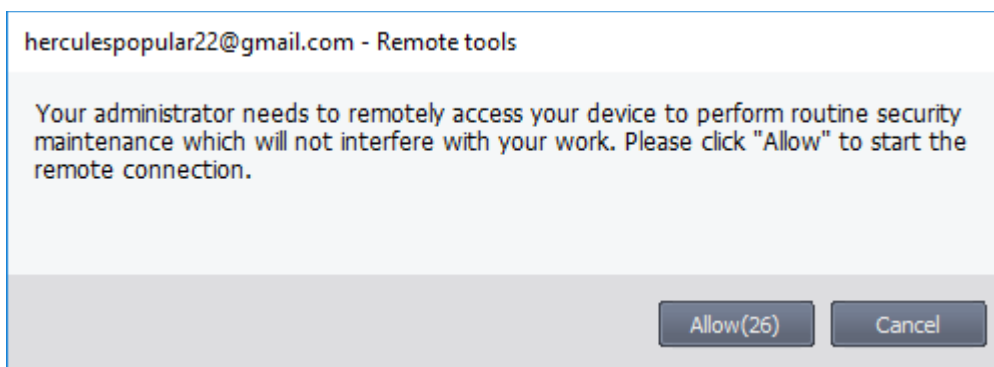 herculespopular22@gmail.com - Remote tools
Your administrator needs to remotely access your device to perform routine security
maintenance which will not interfere with your work. Please click "Allow" to start the
remote connection.
Allow(26) Cancel